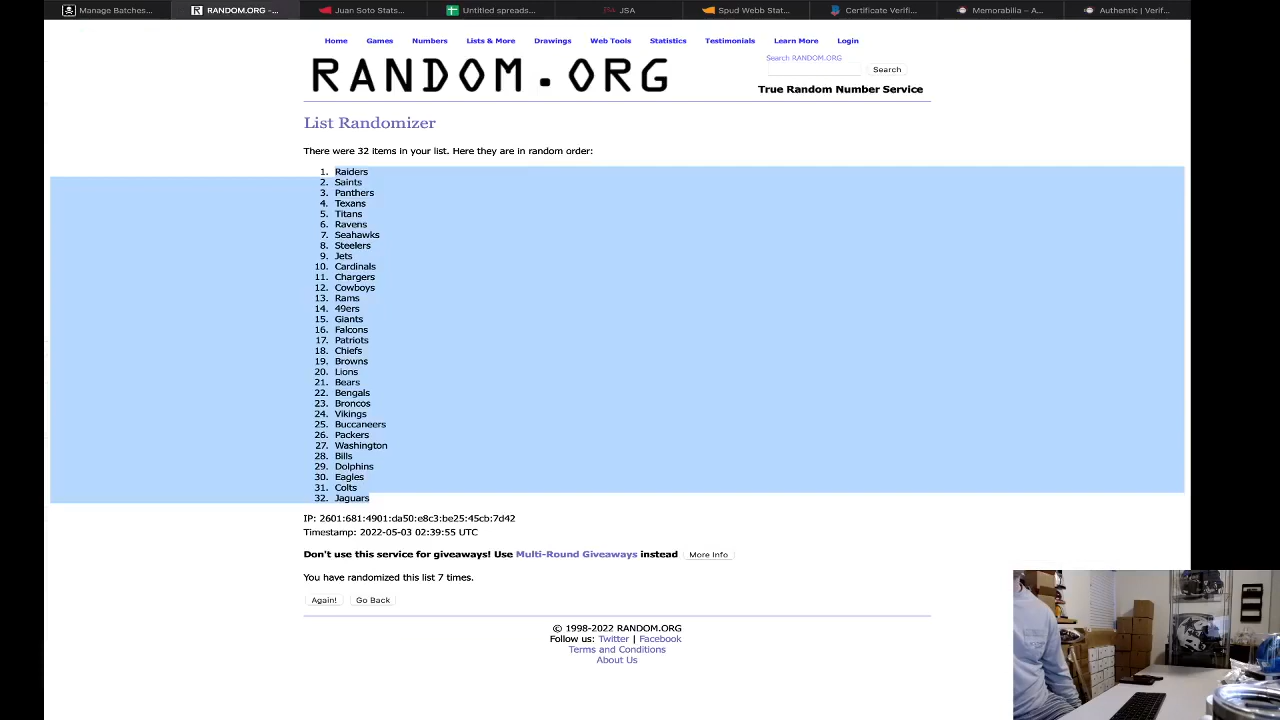 Manage Batches...
RANDOM.ORG -...
Juan Soto Stats...
Untitled spreads...
JSA
Spud Webb Stat...
Certificate Verifi...
Memorabilia – A...
Authentic | Verif...
Home Games Numbers Lists & More Drawings Web Tools Statistics Testimonials Learn More Login
Search RANDOM.ORG
RANDOM.ORG
Search
True Random Number Service
List Randomizer
There were 32 items in your list. Here they are in random order:
1. Raiders
2. Saints
3. Panthers
4. Texans
5. Titans
6. Ravens
7. Seahawks
8. Steelers
9. Jets
10. Cardinals
11. Chargers
12. Cowboys
13. Rams
14. 49ers
15. Giants
16. Falcons
17. Patriots
18. Chiefs
19. Browns
20. Lions
21. Bears
22. Bengals
23. Broncos
24. Vikings
25. Buccaneers
26. Packers
27. Washington
28. Bills
29. Dolphins
30. Eagles
31. Colts
32. Jaguars
IP: 2601:681:4901:da50:e8c3:be25:45cb:7d42
Timestamp: 2022-05-03 02:39:55 UTC
Don't use this service for giveaways! Use Multi-Round Giveaways instead More Info
You have randomized this list 7 times.
Again! Go Back
© 1998-2022 RANDOM.ORG
Follow us: Twitter | Facebook
Terms and Conditions
About Us